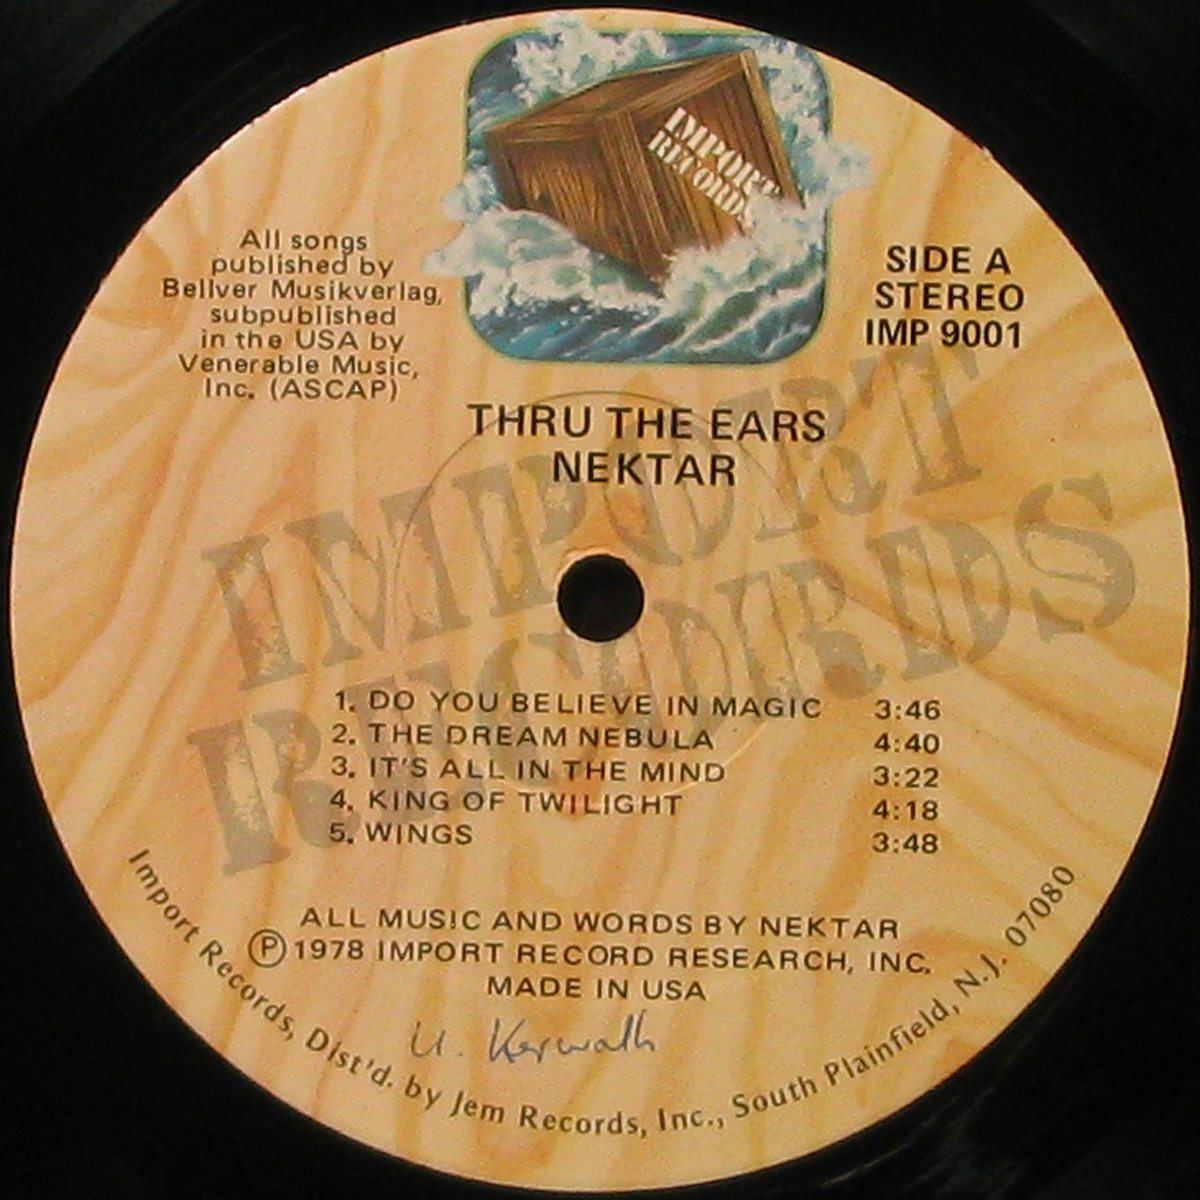 IMPORT
RECORDS
All songs
published by
Bellver Musikverlag,
subpublished
in the USA by
Venerable Music,
Inc. (ASCAP)
SIDE A
STEREO
IMP 9001
THRU THE EARS
NEKTAR
IMPORT
RECORDS
1. DO YOU BELIEVE IN MAGIC 3:46
2. THE DREAM NEBULA 4:40
3. IT'S ALL IN THE MIND 3:22
4. KING OF TWILIGHT 4:18
5. WINGS 3:48
ALL MUSIC AND WORDS BY NEKTAR
Ⓟ 1978 IMPORT RECORD RESEARCH, INC.
MADE IN USA
U. Kerwath
Import Records, Dist'd. by Jem Records, Inc., South Plainfield, N.J. 07080